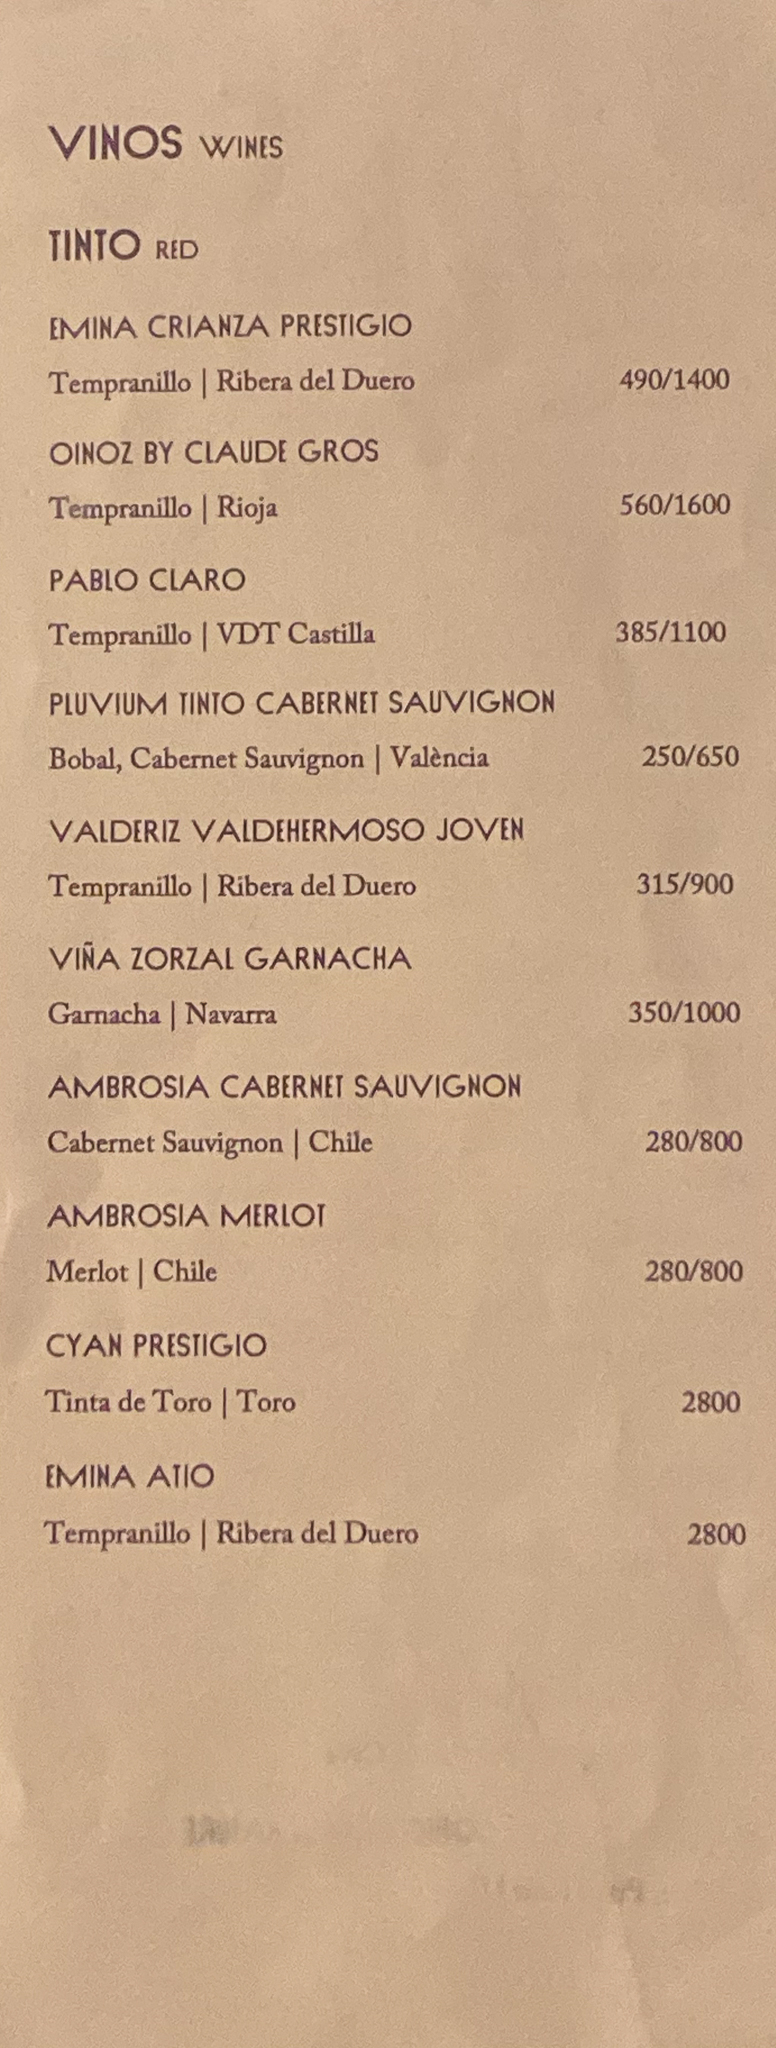 VINOS WINES
TINTO RED
EMINA CRIANZA PRESTIGIO
Tempranillo | Ribera del Duero 490/1400
OINOZ BY CLAUDE GROS
Tempranillo | Rioja 560/1600
PABLO CLARO
Tempranillo | VDT Castilla 385/1100
PLUVIUM TINTO CABERNET SAUVIGNON
Bobal, Cabernet Sauvignon | València 250/650
VALDERIZ VALDEHERMOSO JOVEN
Tempranillo | Ribera del Duero 315/900
VIÑA ZORZAL GARNACHA
Garnacha | Navarra 350/1000
AMBROSIA CABERNET SAUVIGNON
Cabernet Sauvignon | Chile 280/800
AMBROSIA MERLOT
Merlot | Chile 280/800
CYAN PRESTIGIO
Tinta de Toro | Toro 2800
EMINA ATIO
Tempranillo | Ribera del Duero 2800